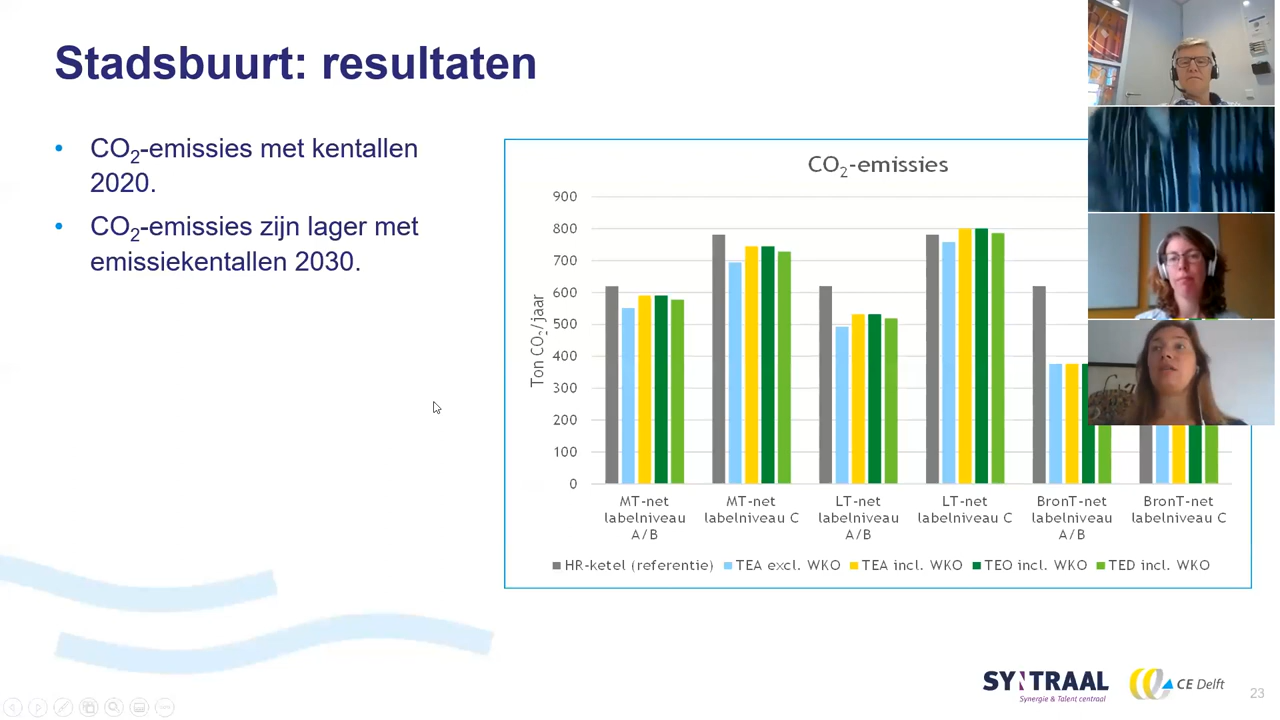 Stadsbuurt: resultaten
• CO₂-emissies met kentallen
2020.
• CO₂-emissies zijn lager met
emissiekentallen 2030.
CO₂-emissies
Ton CO₂/jaar
900
800
700
600
500
400
300
200
100
0
MT-net labelniveau A/B
MT-net labelniveau C
LT-net labelniveau A/B
LT-net labelniveau C
BronT-net labelniveau A/B
BronT-net labelniveau C
HR-ketel (referentie) TEA excl. WKO TEA incl. WKO TEO incl. WKO TED incl. WKO
SYNTRAAL
Synergie & Talent centraal
CE Delft
23